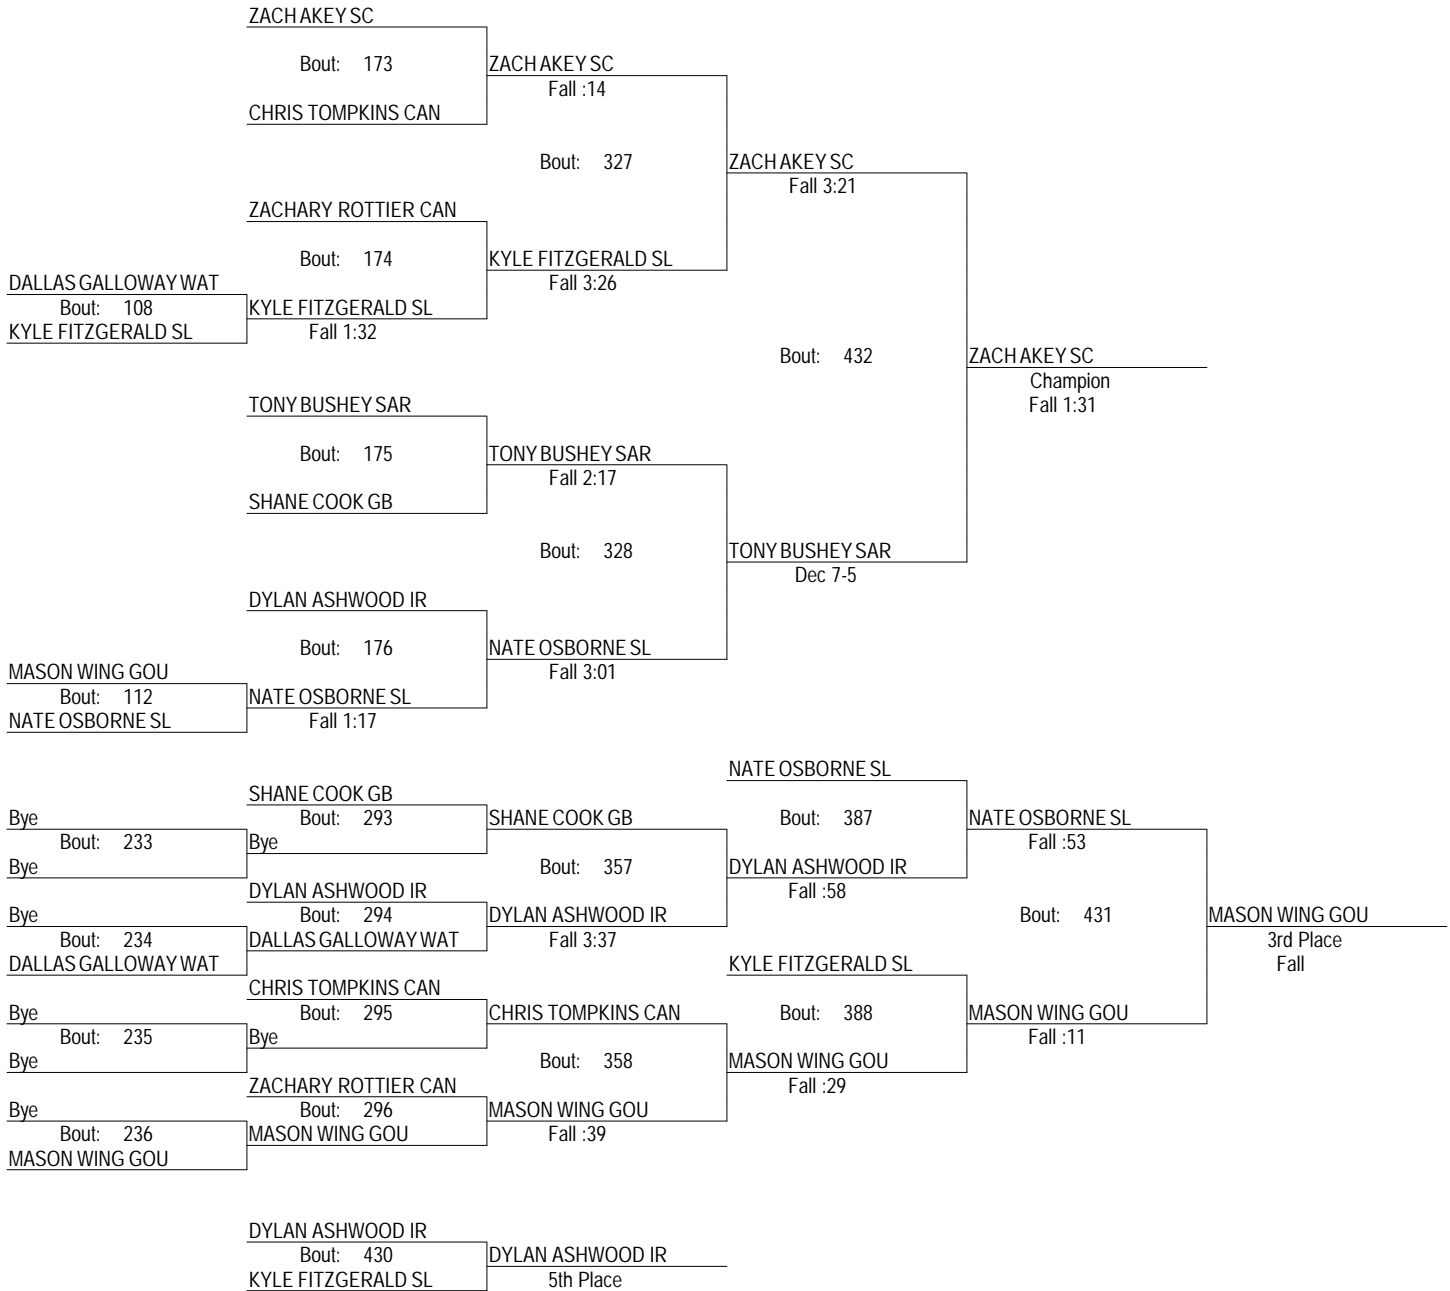 ZACH AKEY SC
Bout: 173
ZACH AKEY SC
Fall :14
CHRIS TOMPKINS CAN
Bout: 327
ZACH AKEY SC
Fall 3:21
ZACHARY ROTTIER CAN
Bout: 174
KYLE FITZGERALD SL
Fall 3:26
DALLAS GALLOWAY WAT
Bout: 108
KYLE FITZGERALD SL
KYLE FITZGERALD SL
Fall 1:32
Bout: 432
ZACH AKEY SC
Champion
Fall 1:31
TONY BUSHEY SAR
Bout: 175
TONY BUSHEY SAR
Fall 2:17
SHANE COOK GB
Bout: 328
TONY BUSHEY SAR
Dec 7-5
DYLAN ASHWOOD IR
Bout: 176
NATE OSBORNE SL
Fall 3:01
MASON WING GOU
Bout: 112
NATE OSBORNE SL
NATE OSBORNE SL
Fall 1:17
NATE OSBORNE SL
SHANE COOK GB
Bye
Bout: 293
SHANE COOK GB
Bout: 387
NATE OSBORNE SL
Bout: 233
Bye
Fall :53
Bye
Bout: 357
DYLAN ASHWOOD IR
DYLAN ASHWOOD IR
Fall :58
Bye
Bout: 294
DYLAN ASHWOOD IR
Bout: 431
MASON WING GOU
Bout: 234
DALLAS GALLOWAY WAT
Fall 3:37
3rd Place
DALLAS GALLOWAY WAT
KYLE FITZGERALD SL
Fall
CHRIS TOMPKINS CAN
Bye
Bout: 295
CHRIS TOMPKINS CAN
Bout: 388
MASON WING GOU
Bout: 235
Bye
Fall :11
Bye
Bout: 358
MASON WING GOU
ZACHARY ROTTIER CAN
Fall :29
Bye
Bout: 296
MASON WING GOU
Bout: 236
MASON WING GOU
Fall :39
MASON WING GOU
DYLAN ASHWOOD IR
Bout: 430
DYLAN ASHWOOD IR
KYLE FITZGERALD SL
5th Place